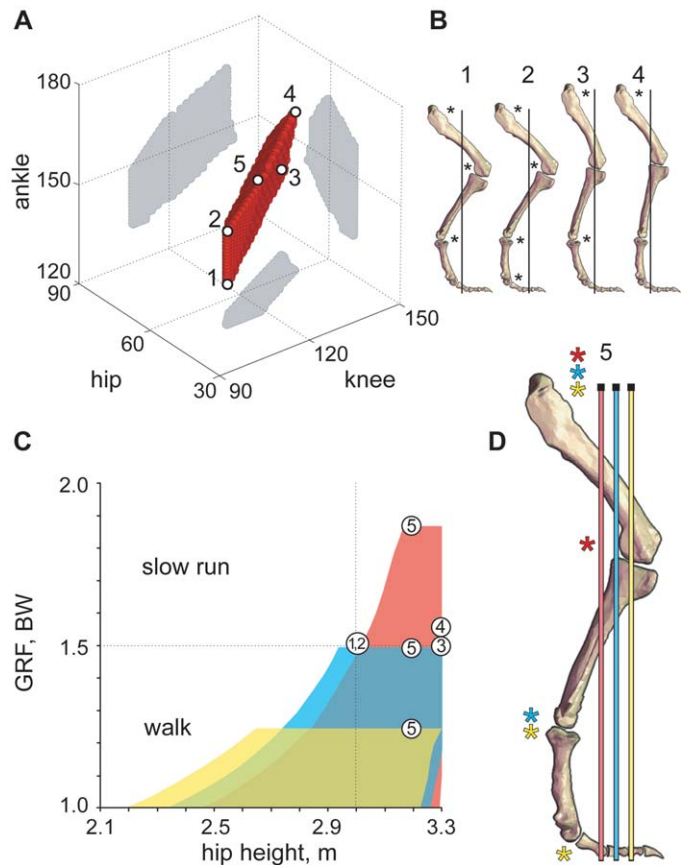 A
180
150
120
90
60
30
90
120
150
ankle
hip
knee
1
2
3
4
5
B
1 2 3 4
* * * *
* *
* * *
*
C
2.0
1.5
1.0
GRF, BW
slow run
walk
5
4
3
1,2
5
5
2.1 2.5 2.9 3.3
hip height, m
D
5
*
*
*
*
*
*
*